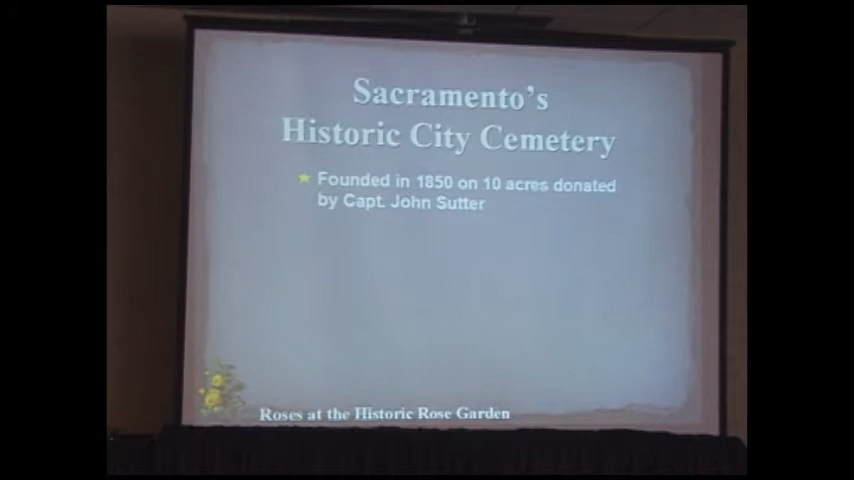 Sacramento's
Historic City Cemetery
Founded in 1850 on 10 acres donated
by Capt. John Sutter
Roses at the Historic Rose Garden